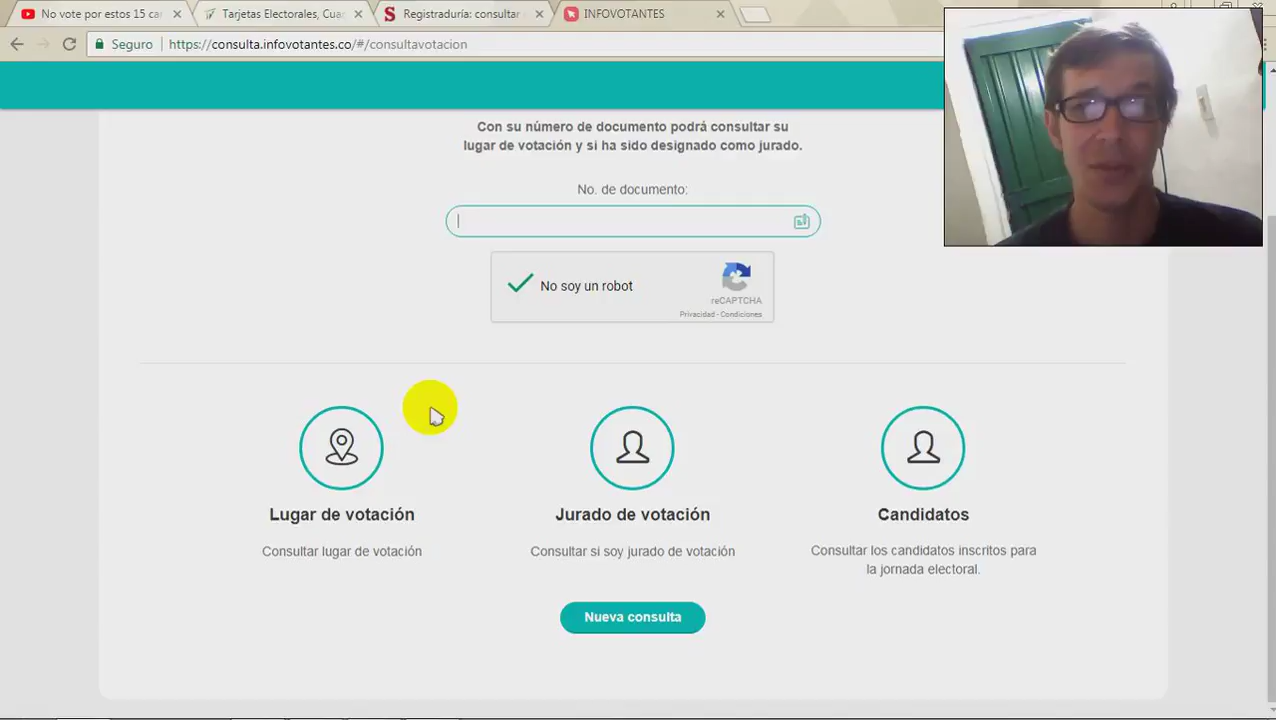 No vote por estos 15 ca
Tarjetas Electorales, Cua
Registraduría: consultar
INFOVOTANTES
Seguro
https://consulta.infovotantes.co/#/consultavotacion
Con su número de documento podrá consultar su
lugar de votación y si ha sido designado como jurado.
No. de documento:
No soy un robot
reCAPTCHA
Privacidad - Condiciones
Lugar de votación
Jurado de votación
Candidatos
Consultar lugar de votación
Consultar si soy jurado de votación
Consultar los candidatos inscritos para
la jornada electoral.
Nueva consulta